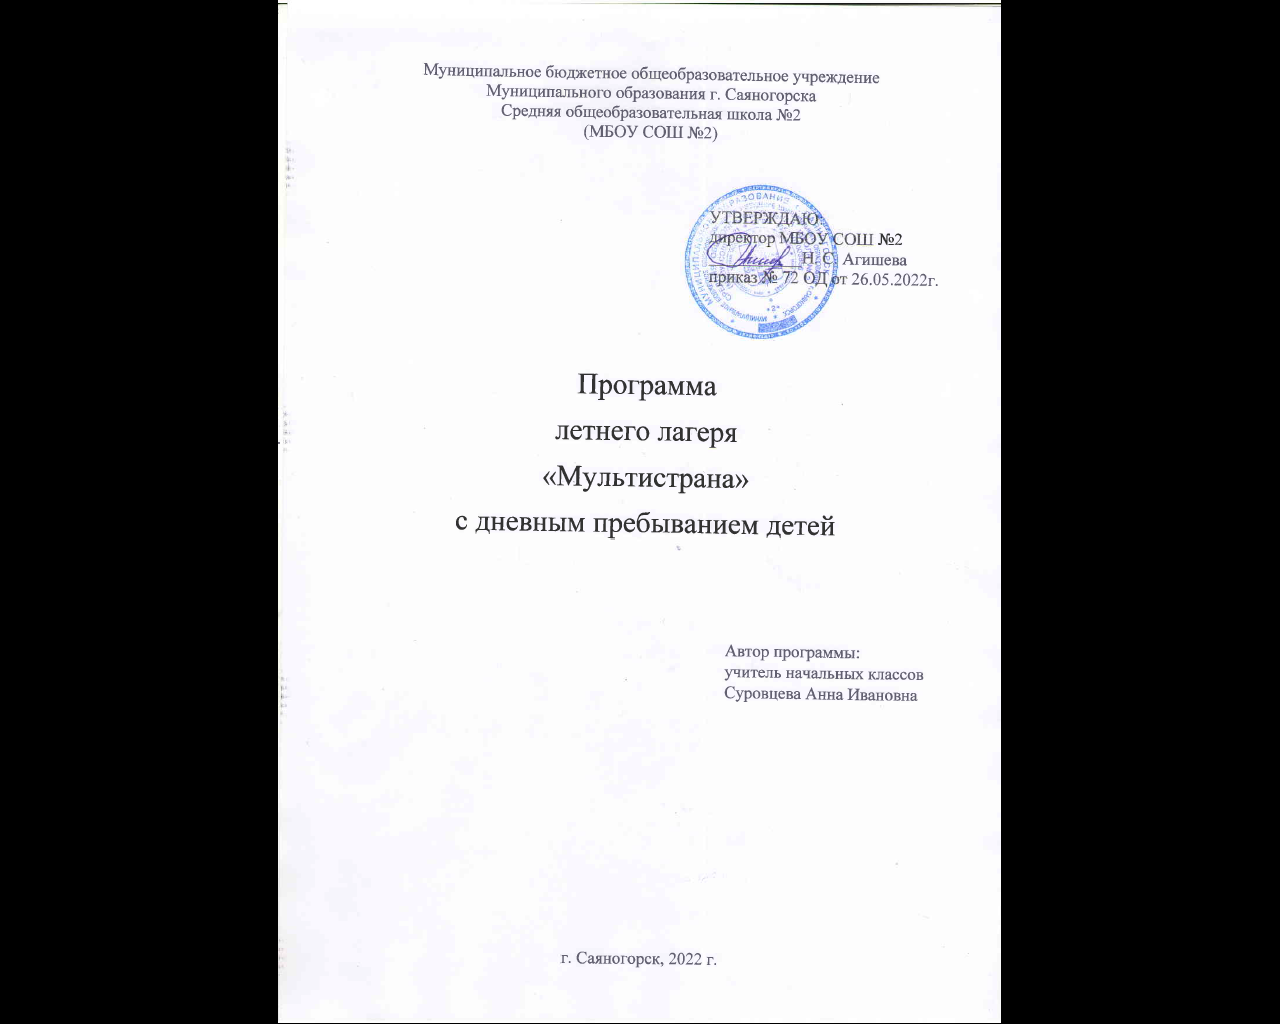 Муниципальное бюджетное общеобразовательное учреждение
Муниципального образования г. Саяногорска
Средняя общеобразовательная школа №2
(МБОУ СОШ №2)
УТВЕРЖДАЮ:
директор МБОУ СОШ №2
Н. С. Агишева
приказ № 72 ОД от 26.05.2022г.
Программа
летнего лагеря
«Мультистрана»
с дневным пребыванием детей
Автор программы:
учитель начальных классов
Суровцева Анна Ивановна
г. Саяногорск, 2022 г.